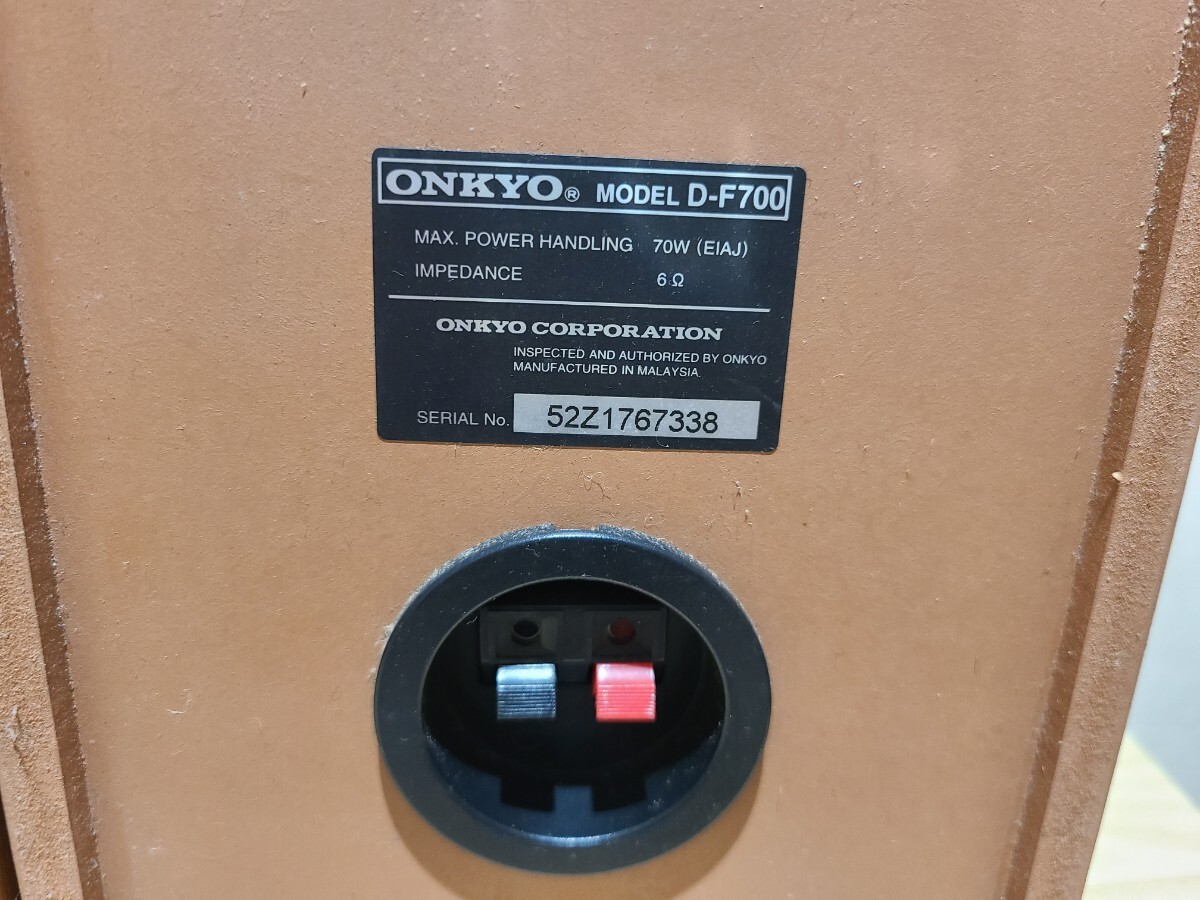 ONKYO® MODEL D-F700
MAX. POWER HANDLING 70W (EIAJ)
IMPEDANCE 6Ω
ONKYO CORPORATION
INSPECTED AND AUTHORIZED BY ONKYO
MANUFACTURED IN MALAYSIA.
SERIAL No. 52Z1767338